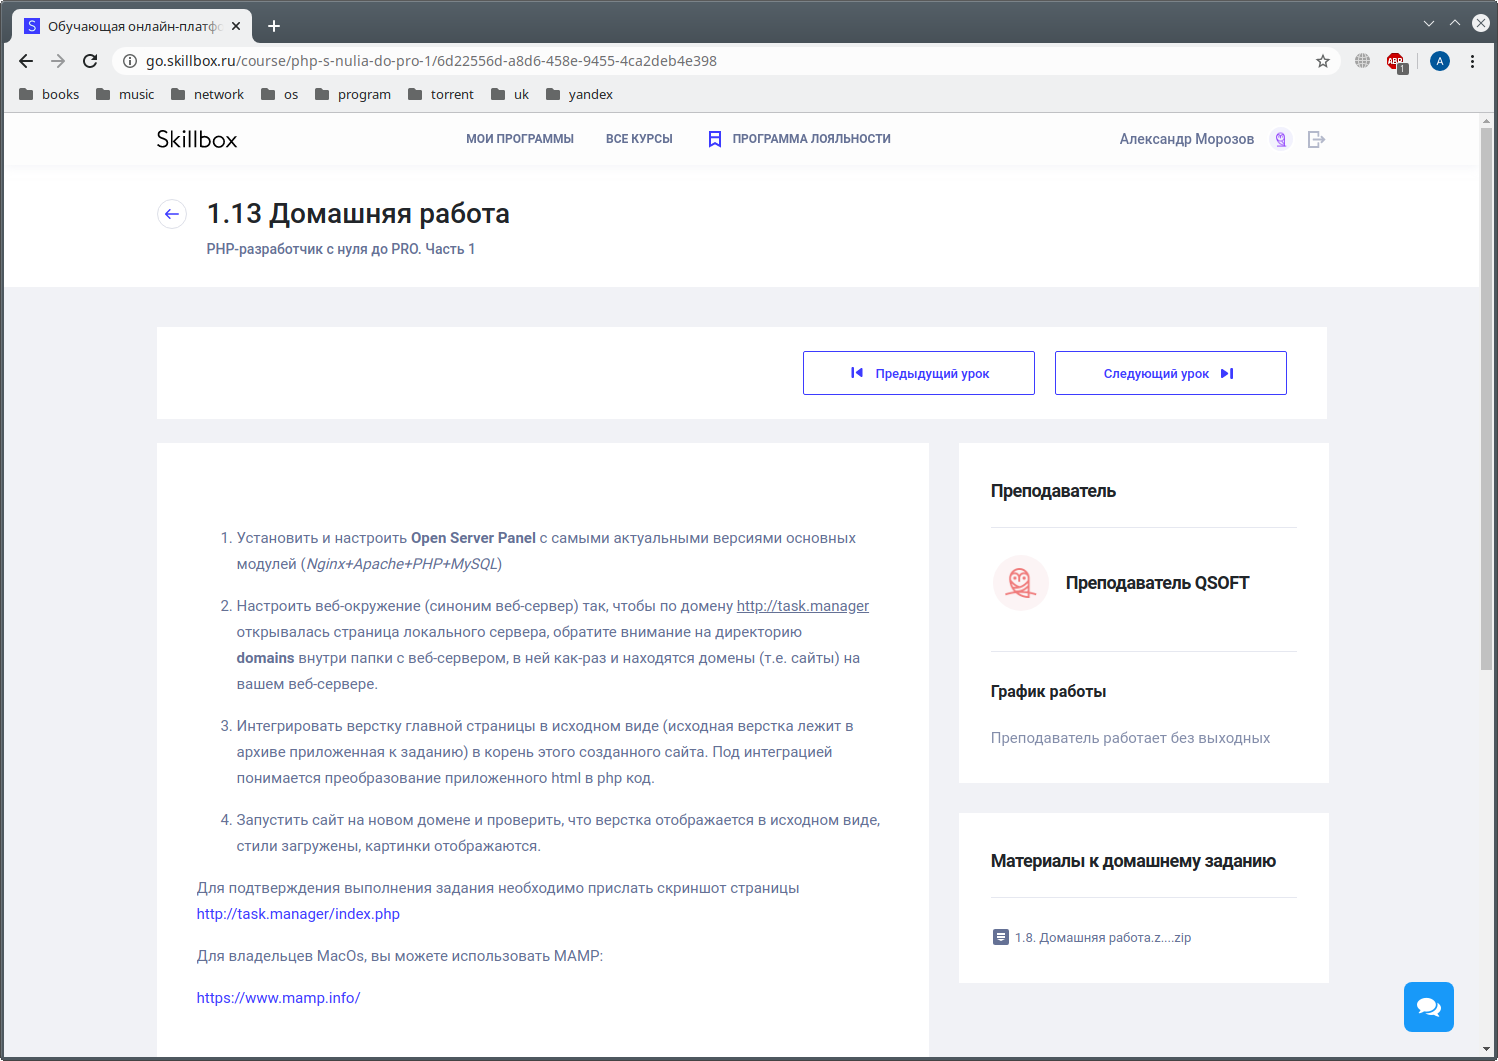 Обучающая онлайн-платф
go.skillbox.ru/course/php-s-nulia-do-pro-1/6d22556d-a8d6-458e-9455-4ca2deb4e398
ABP
1
A
books music network os program torrent uk yandex
Skillbox МОИ ПРОГРАММЫ ВСЕ КУРСЫ ПРОГРАММА ЛОЯЛЬНОСТИ Александр Морозов
1.13 Домашняя работа
PHP-разработчик с нуля до PRO. Часть 1
Предыдущий урок Следующий урок
1. Установить и настроить Open Server Panel с самыми актуальными версиями основных
модулей (Nginx+Apache+PHP+MySQL)
2. Настроить веб-окружение (синоним веб-сервер) так, чтобы по домену http://task.manager
открывалась страница локального сервера, обратите внимание на директорию
domains внутри папки с веб-сервером, в ней как-раз и находятся домены (т.е. сайты) на
вашем веб-сервере.
3. Интегрировать верстку главной страницы в исходном виде (исходная верстка лежит в
архиве приложенная к заданию) в корень этого созданного сайта. Под интеграцией
понимается преобразование приложенного html в php код.
4. Запустить сайт на новом домене и проверить, что верстка отображается в исходном виде,
стили загружены, картинки отображаются.
Для подтверждения выполнения задания необходимо прислать скриншот страницы
http://task.manager/index.php
Для владельцев MacOs, вы можете использовать MAMP:
https://www.mamp.info/
Преподаватель
Преподаватель QSOFT
График работы
Преподаватель работает без выходных
Материалы к домашнему заданию
1.8. Домашняя работа.z....zip